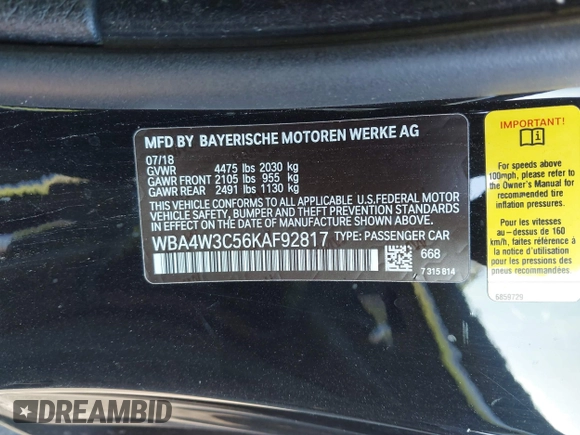 MFD BY BAYERISCHE MOTOREN WERKE AG
07/18
GVWR 4475 lbs 2030 kg
GAWR FRONT 2105 lbs 955 kg
GAWR REAR 2491 lbs 1130 kg
THIS VEHICLE CONFORMS TO ALL APPLICABLE U.S. FEDERAL MOTOR
VEHICLE SAFETY, BUMPER AND THEFT PREVENTION STANDARDS IN
EFFECT ON THE DATE OF MANUFACTURE SHOWN ABOVE.
WBA4W3C56KAF92817 TYPE: PASSENGER CAR
668
7 315 814
IMPORTANT!
For speeds above
100mph, please refer to
the Owner's Manual for
recommended tire
inflation pressures.
Pour les vitesses
au-dessus de 160
km/h, faites référence à
la notice d'utilisation
pour les pressions des
pneus recommandées
6858729
DREAMBID